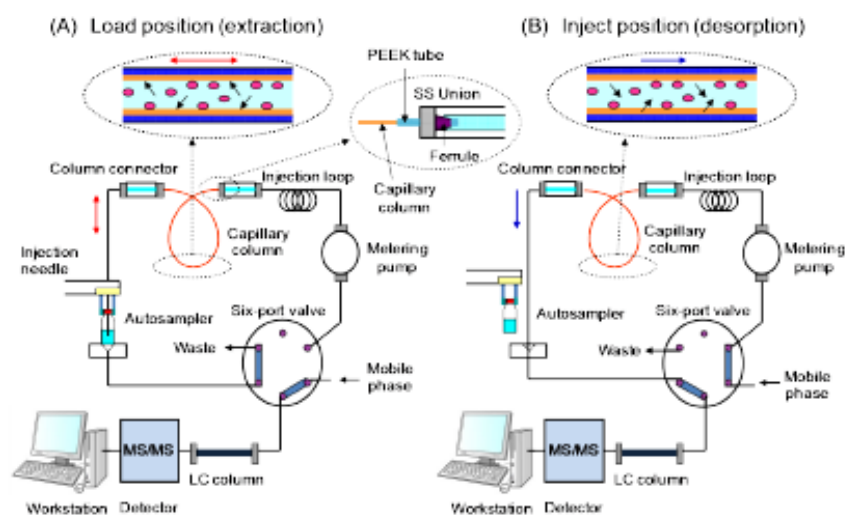 (A) Load position (extraction)
PEEK tube
SS Union
Ferrule
Capillary
column
Column connector
Injection loop
Injection
needle
Capillary
column
Metering
pump
Autosampler
Six-port valve
Waste
Mobile
phase
MS/MS
LC column
Workstation
Detector
(B) Inject position (desorption)
Column connector
Injection loop
Capillary
column
Metering
pump
Autosampler
Six-port valve
Waste
Mobile
phase
MS/MS
LC column
Workstation
Detector